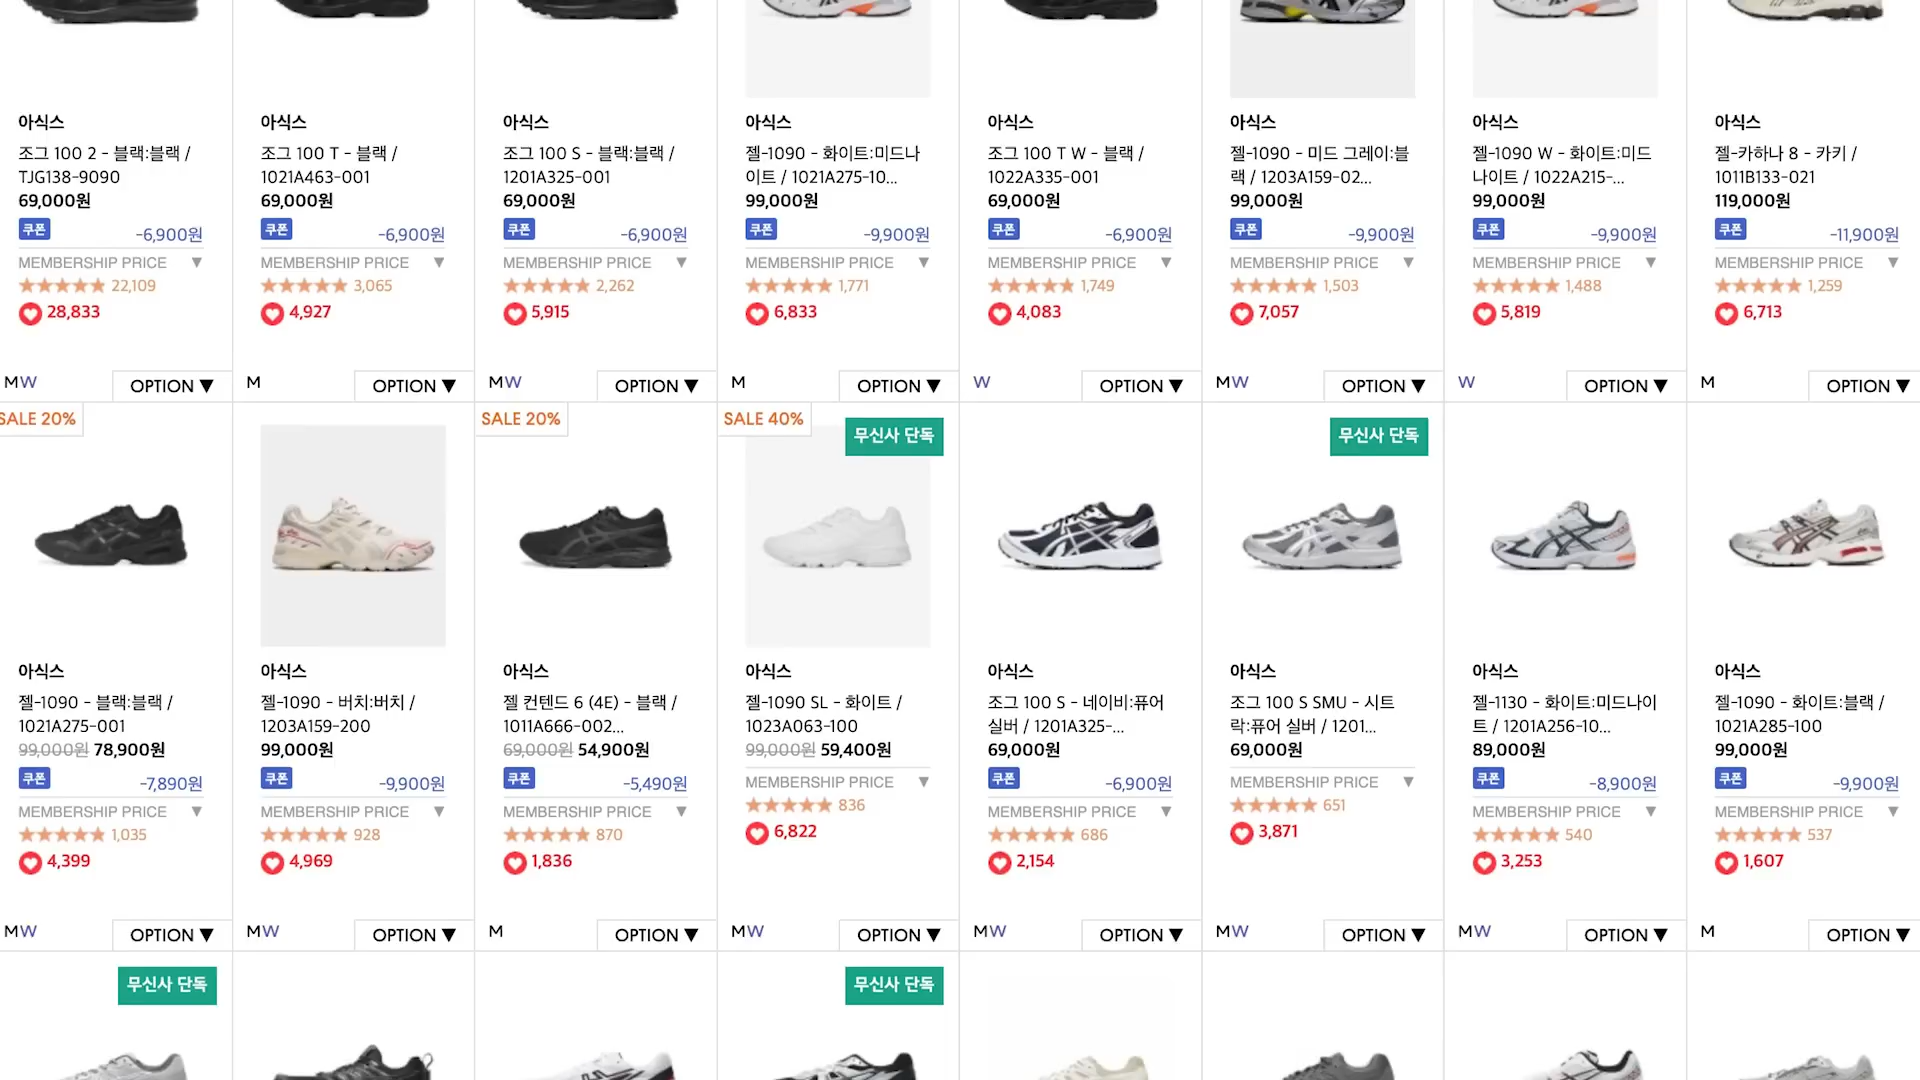 아식스
조그 100 2 - 블랙:블랙 /
TJG138-9090
69,000원
쿠폰
-6,900원
MEMBERSHIP PRICE ▼
★★★★★ 22,109
28,833
MW
OPTION ▼
아식스
조그 100 T - 블랙 /
1021A463-001
69,000원
쿠폰
-6,900원
MEMBERSHIP PRICE ▼
★★★★★ 3,065
4,927
M
OPTION ▼
아식스
조그 100 S - 블랙:블랙 /
1201A325-001
69,000원
쿠폰
-6,900원
MEMBERSHIP PRICE ▼
★★★★★ 2,262
5,915
MW
OPTION ▼
아식스
젤-1090 - 화이트:미드나
이트 / 1021A275-10...
99,000원
쿠폰
-9,900원
MEMBERSHIP PRICE ▼
★★★★★ 1,771
6,833
M
OPTION ▼
아식스
조그 100 T W - 블랙 /
1022A335-001
69,000원
쿠폰
-6,900원
MEMBERSHIP PRICE ▼
★★★★★ 1,749
4,083
W
OPTION ▼
아식스
젤-1090 - 미드 그레이:블
랙 / 1203A159-02...
99,000원
쿠폰
-9,900원
MEMBERSHIP PRICE ▼
★★★★★ 1,503
7,057
MW
OPTION ▼
아식스
젤-1090 W - 화이트:미드
나이트 / 1022A215-...
99,000원
쿠폰
-9,900원
MEMBERSHIP PRICE ▼
★★★★★ 1,488
5,819
W
OPTION ▼
아식스
젤-카하나 8 - 카키 /
1011B133-021
119,000원
쿠폰
-11,900원
MEMBERSHIP PRICE ▼
★★★★★ 1,259
6,713
M
OPTION ▼
SALE 20%
아식스
젤-1090 - 블랙:블랙 /
1021A275-001
99,000원 78,900원
쿠폰
-7,890원
MEMBERSHIP PRICE ▼
★★★★★ 1,035
4,399
MW
OPTION ▼
아식스
젤-1090 - 버치:버치 /
1203A159-200
99,000원
쿠폰
-9,900원
MEMBERSHIP PRICE ▼
★★★★★ 928
4,969
MW
OPTION ▼
SALE 20%
아식스
젤 컨텐드 6 (4E) - 블랙 /
1011A666-002...
69,000원 54,900원
쿠폰
-5,490원
MEMBERSHIP PRICE ▼
★★★★★ 870
1,836
M
OPTION ▼
SALE 40%
무신사 단독
아식스
젤-1090 SL - 화이트 /
1023A063-100
99,000원 59,400원
MEMBERSHIP PRICE ▼
★★★★★ 836
6,822
MW
OPTION ▼
아식스
조그 100 S - 네이비:퓨어
실버 / 1201A325-...
69,000원
쿠폰
-6,900원
MEMBERSHIP PRICE ▼
★★★★★ 686
2,154
MW
OPTION ▼
무신사 단독
아식스
조그 100 S SMU - 시트
락:퓨어 실버 / 1201...
69,000원
MEMBERSHIP PRICE ▼
★★★★★ 651
3,871
MW
OPTION ▼
아식스
젤-1130 - 화이트:미드나이
트 / 1201A256-10...
89,000원
쿠폰
-8,900원
MEMBERSHIP PRICE ▼
★★★★★ 540
3,253
MW
OPTION ▼
아식스
젤-1090 - 화이트:블랙 /
1021A285-100
99,000원
쿠폰
-9,900원
MEMBERSHIP PRICE ▼
★★★★★ 537
1,607
M
OPTION ▼
무신사 단독
무신사 단독